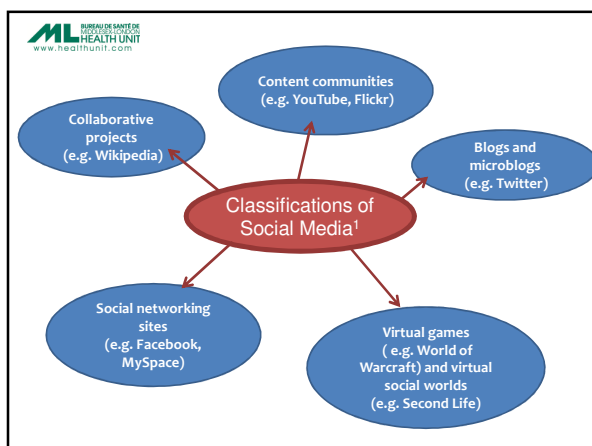 ML BUREAU DE SANTÉ DE
MIDDLESEX-LONDON
HEALTH UNIT
www.healthunit.com
Content communities
(e.g. YouTube, Flickr)
Collaborative
projects
(e.g. Wikipedia)
Blogs and
microblogs
(e.g. Twitter)
Classifications of
Social Media¹
Social networking
sites
(e.g. Facebook,
MySpace)
Virtual games
( e.g. World of
Warcraft) and virtual
social worlds
(e.g. Second Life)